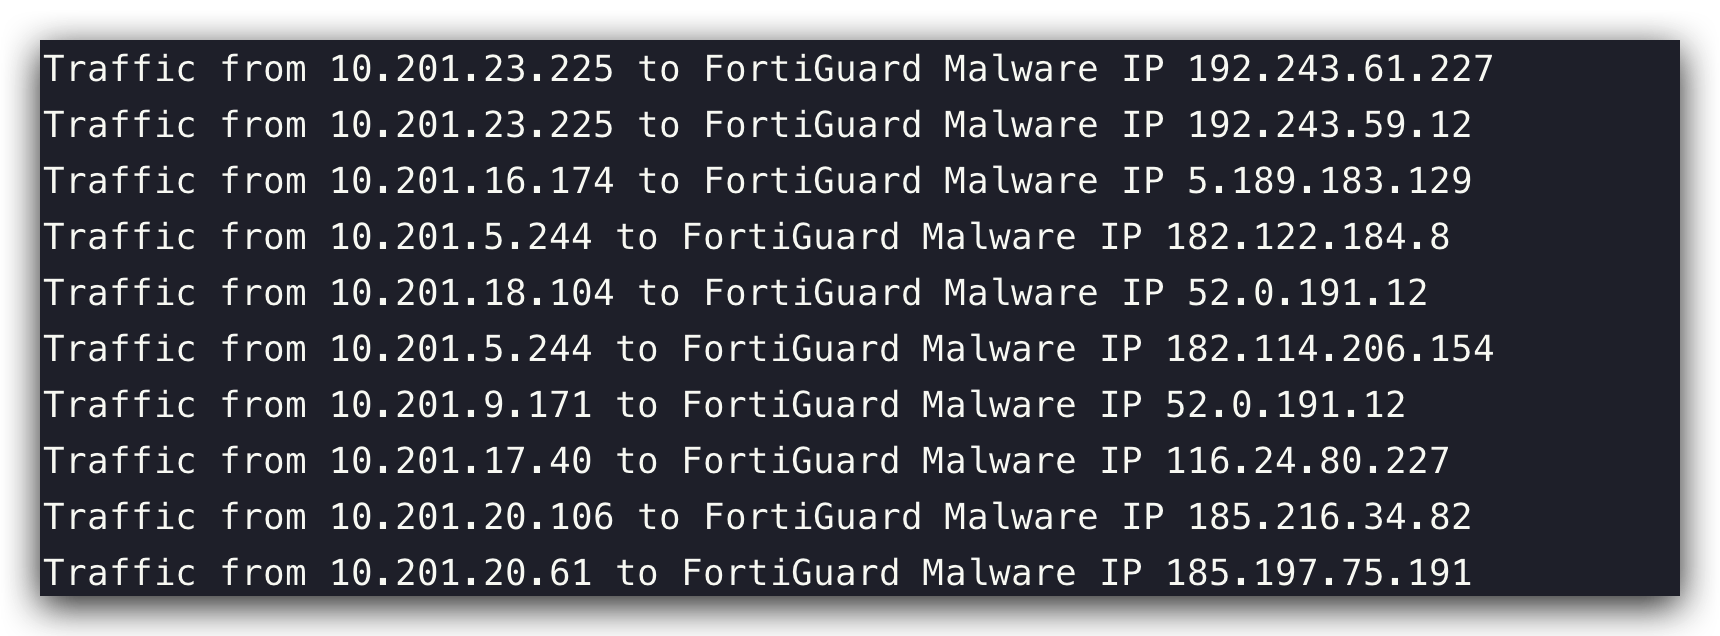 Traffic from 10.201.23.225 to FortiGuard Malware IP 192.243.61.227
Traffic from 10.201.23.225 to FortiGuard Malware IP 192.243.59.12
Traffic from 10.201.16.174 to FortiGuard Malware IP 5.189.183.129
Traffic from 10.201.5.244 to FortiGuard Malware IP 182.122.184.8
Traffic from 10.201.18.104 to FortiGuard Malware IP 52.0.191.12
Traffic from 10.201.5.244 to FortiGuard Malware IP 182.114.206.154
Traffic from 10.201.9.171 to FortiGuard Malware IP 52.0.191.12
Traffic from 10.201.17.40 to FortiGuard Malware IP 116.24.80.227
Traffic from 10.201.20.106 to FortiGuard Malware IP 185.216.34.82
Traffic from 10.201.20.61 to FortiGuard Malware IP 185.197.75.191